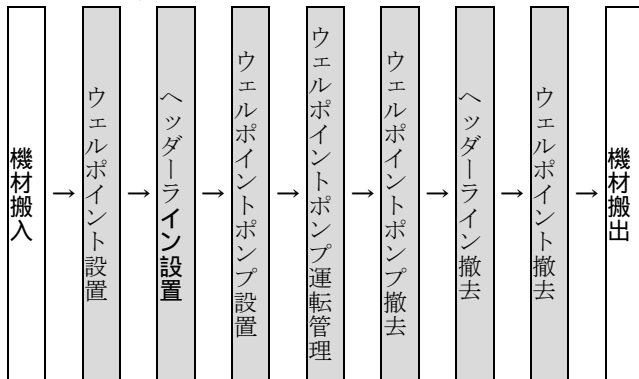 機材搬入
→
ウェルポイント設置
→
ヘッダーライン設置
→
ウェルポイントポンプ設置
→
ウェルポイントポンプ運転管理
→
ウェルポイントポンプ撤去
→
ヘッダーライン撤去
→
ウェルポイント撤去
→
機材搬出